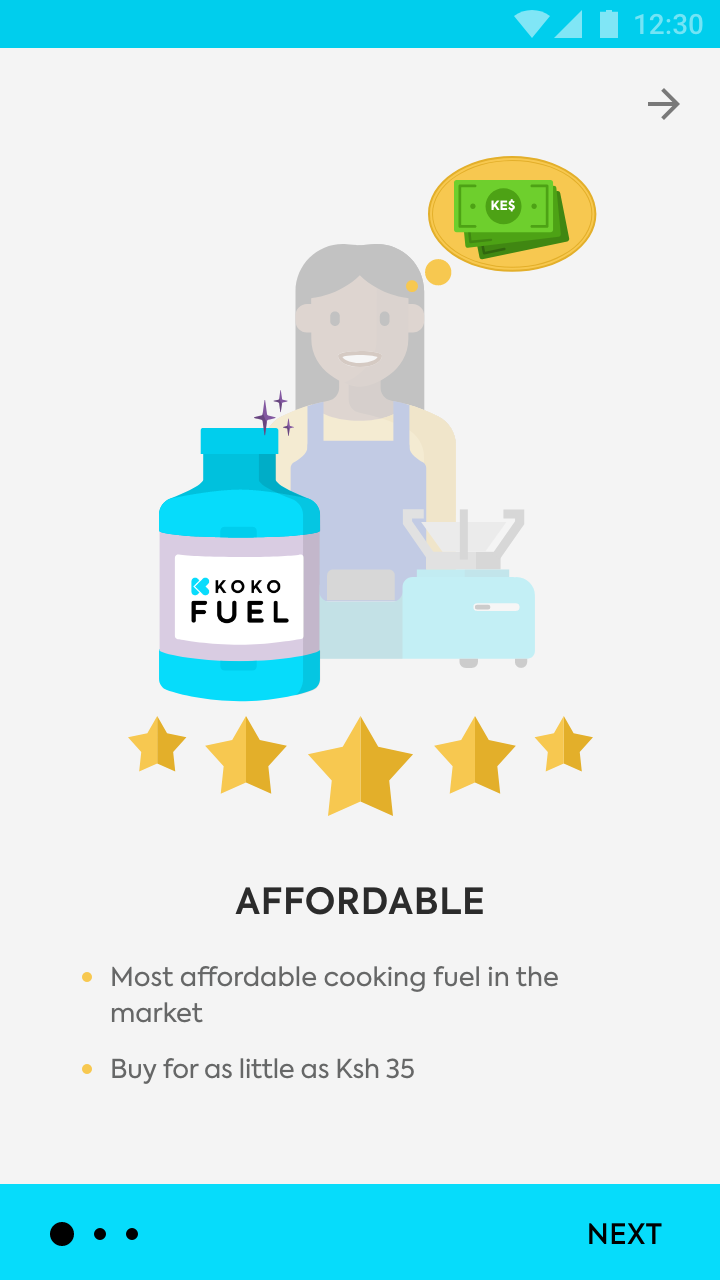 12:30
KE$
KOKO
FUEL
AFFORDABLE
Most affordable cooking fuel in the
market
Buy for as little as Ksh 35
NEXT